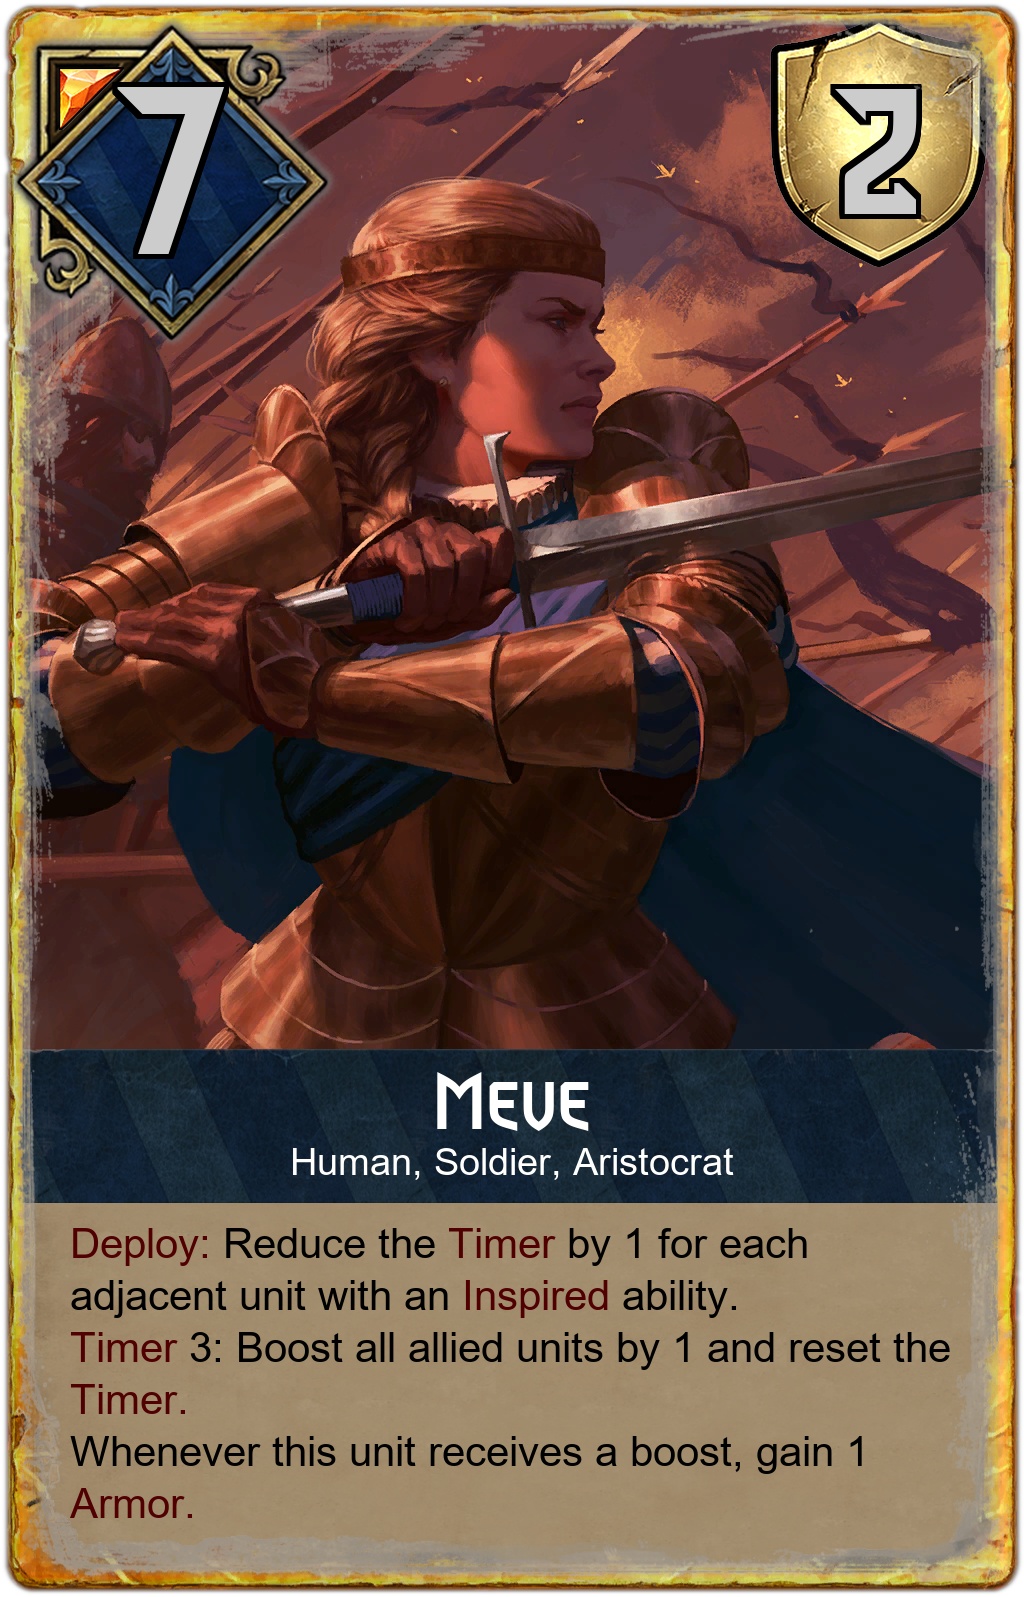 7
2
Meve
Human, Soldier, Aristocrat
Deploy: Reduce the Timer by 1 for each
adjacent unit with an Inspired ability.
Timer 3: Boost all allied units by 1 and reset the
Timer.
Whenever this unit receives a boost, gain 1
Armor.